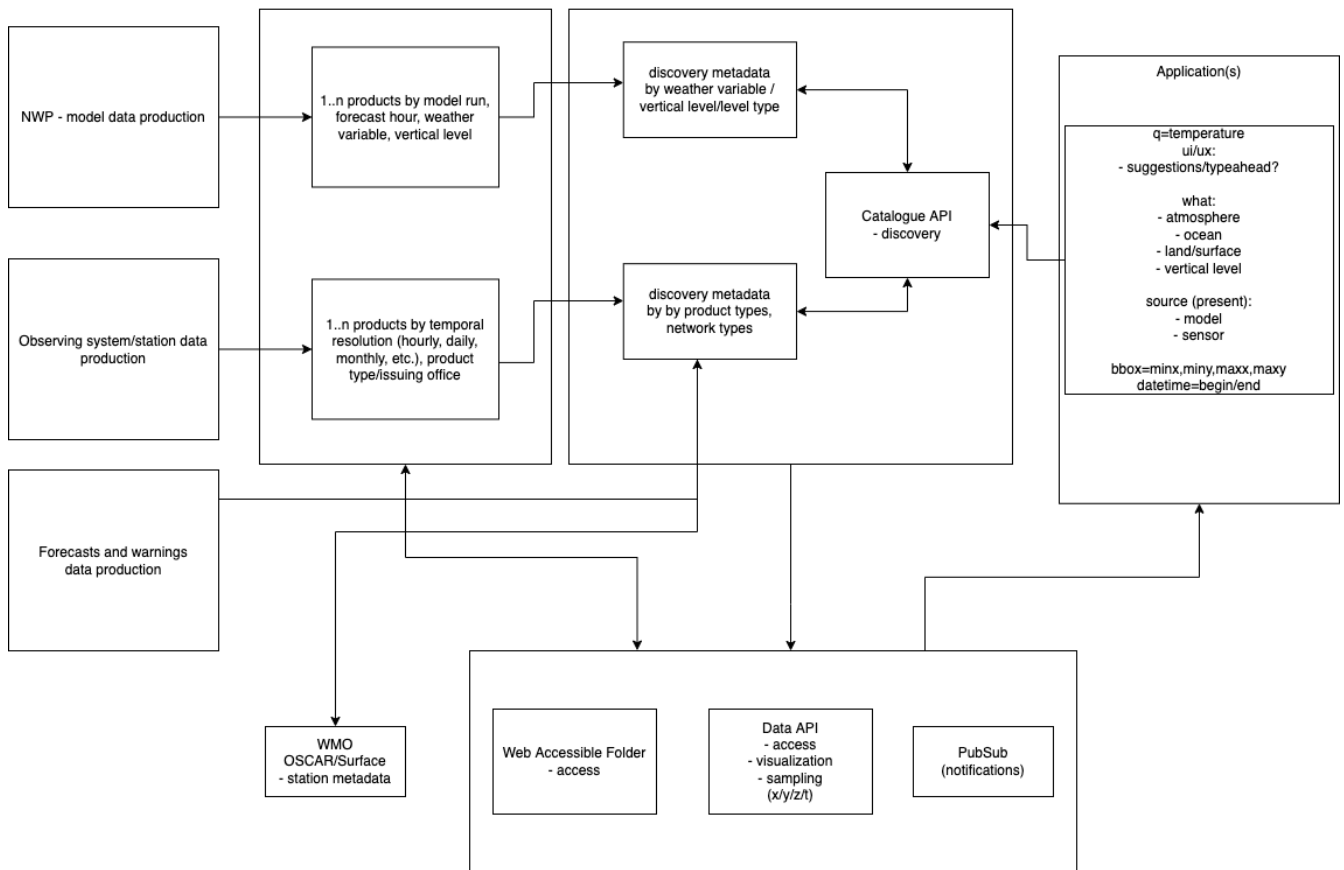 NWP - model data production
1..n products by model run,
forecast hour, weather
variable, vertical level
discovery metadata
by weather variable /
vertical level/level type
Application(s)
q=temperature
ui/ux:
- suggestions/typeahead?
what:
- atmosphere
- ocean
- land/surface
- vertical level
source (present):
- model
- sensor
bbox=minx,miny,maxx,maxy
datetime=begin/end
Catalogue API
- discovery
Observing system/station data
production
1..n products by temporal
resolution (hourly, daily,
monthly, etc.), product
type/issuing office
discovery metadata
by by product types,
network types
Forecasts and warnings
data production
WMO
OSCAR/Surface
- station metadata
Web Accessible Folder
- access
Data API
- access
- visualization
- sampling
(x/y/z/t)
PubSub
(notifications)